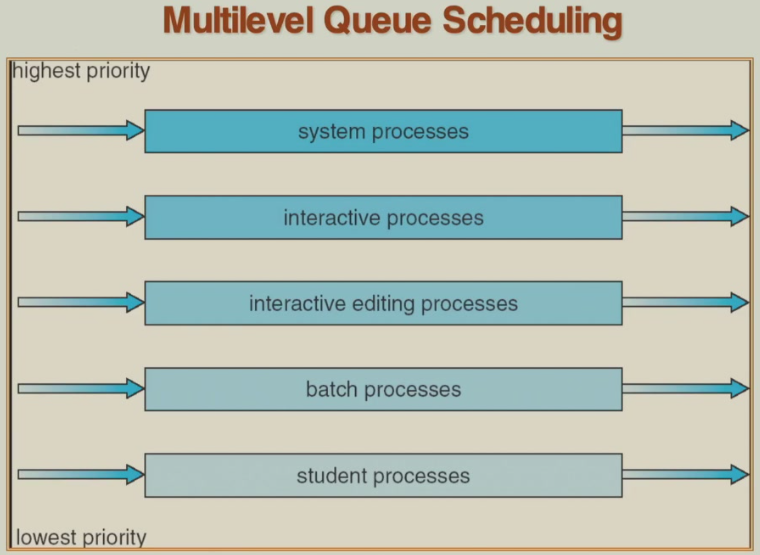 Multilevel Queue Scheduling
highest priority
system processes
interactive processes
interactive editing processes
batch processes
student processes
lowest priority